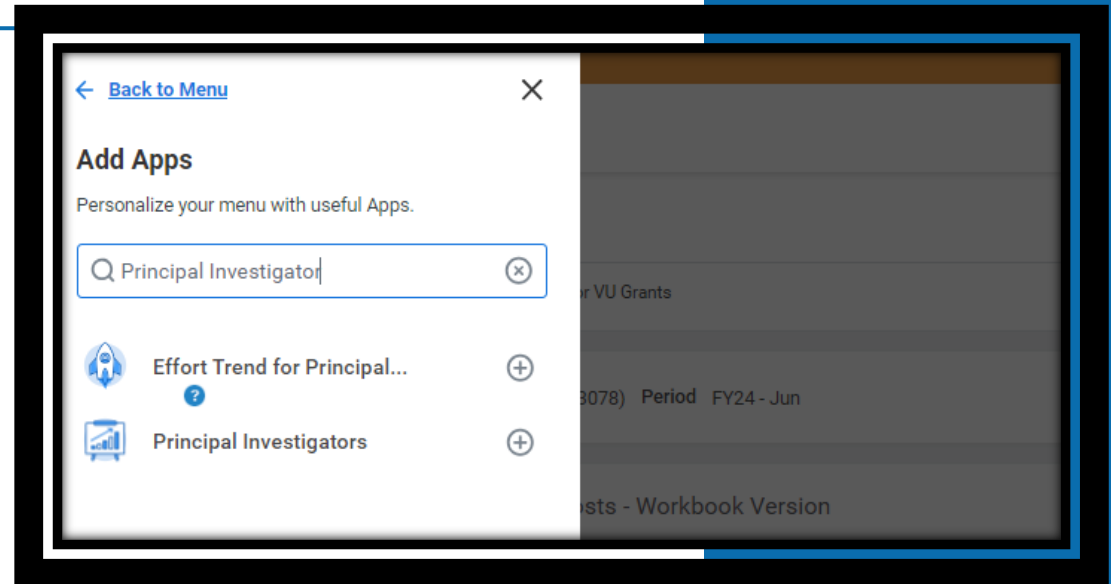 Back to Menu
Add Apps
Personalize your menu with useful Apps.
Principal Investigator
Effort Trend for Principal...
?
Principal Investigators
VU Grants
3078) Period FY24 - Jun
- Workbook Version